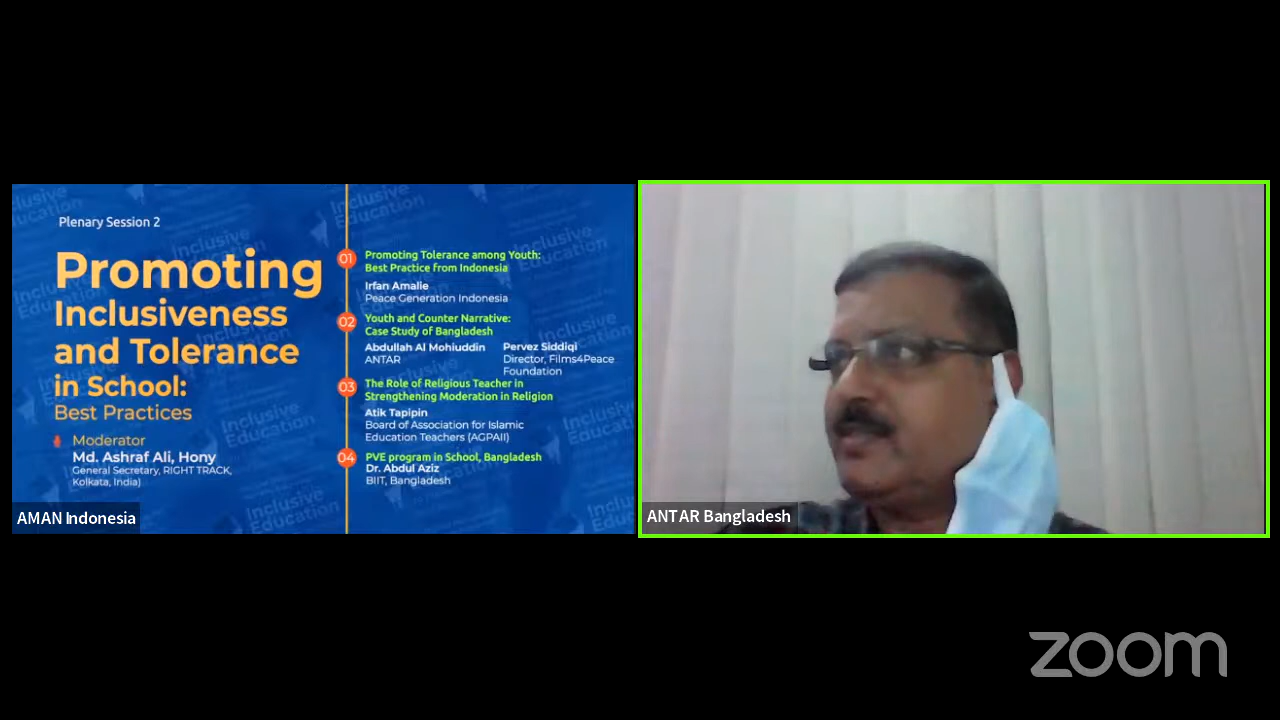 Plenary Session 2
Promoting
Inclusiveness
and Tolerance
in School:
Best Practices
Moderator
Md. Ashraf Ali, Hony
General Secretary, RIGHT TRACK,
Kolkata, India)
01
Promoting Tolerance among Youth:
Best Practice from Indonesia
Irfan Amalie
Peace Generation Indonesia
02
Youth and Counter Narrative:
Case Study of Bangladesh
Abdullah Al Mohiuddin
ANTAR
Pervez Siddiqi
Director, Films4Peace
Foundation
03
The Role of Religious Teacher in
Strengthening Moderation in Religion
Atik Tapipin
Board of Association for Islamic
Education Teachers (AGPAII)
04
PVE program in School, Bangladesh
Dr. Abdul Aziz
BIIT, Bangladesh
Inclusive
Education
AMAN Indonesia
ANTAR Bangladesh
zoom